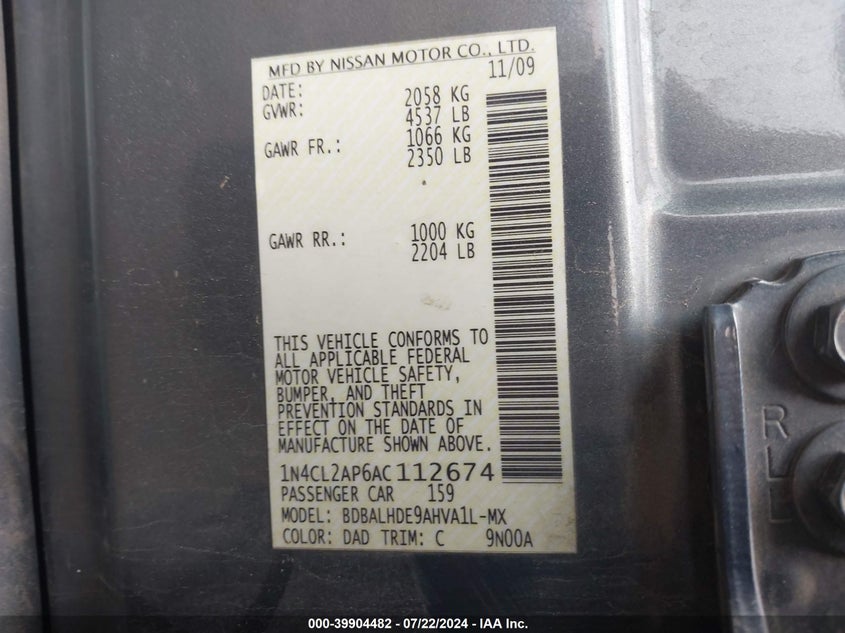 MFD BY NISSAN MOTOR CO., LTD.
DATE: 11/09
GVWR: 2058 KG
4537 LB
GAWR FR.: 1066 KG
2350 LB
GAWR RR.: 1000 KG
2204 LB
THIS VEHICLE CONFORMS TO
ALL APPLICABLE FEDERAL
MOTOR VEHICLE SAFETY,
BUMPER, AND THEFT
PREVENTION STANDARDS IN
EFFECT ON THE DATE OF
MANUFACTURE SHOWN ABOVE.
1N4CL2AP6AC112674
PASSENGER CAR 159
MODEL: BDBALHDE9AHVA1L-MX
COLOR: DAD TRIM: C 9N00A
R
L
L
000-39904482 - 07/22/2024 - IAA Inc.